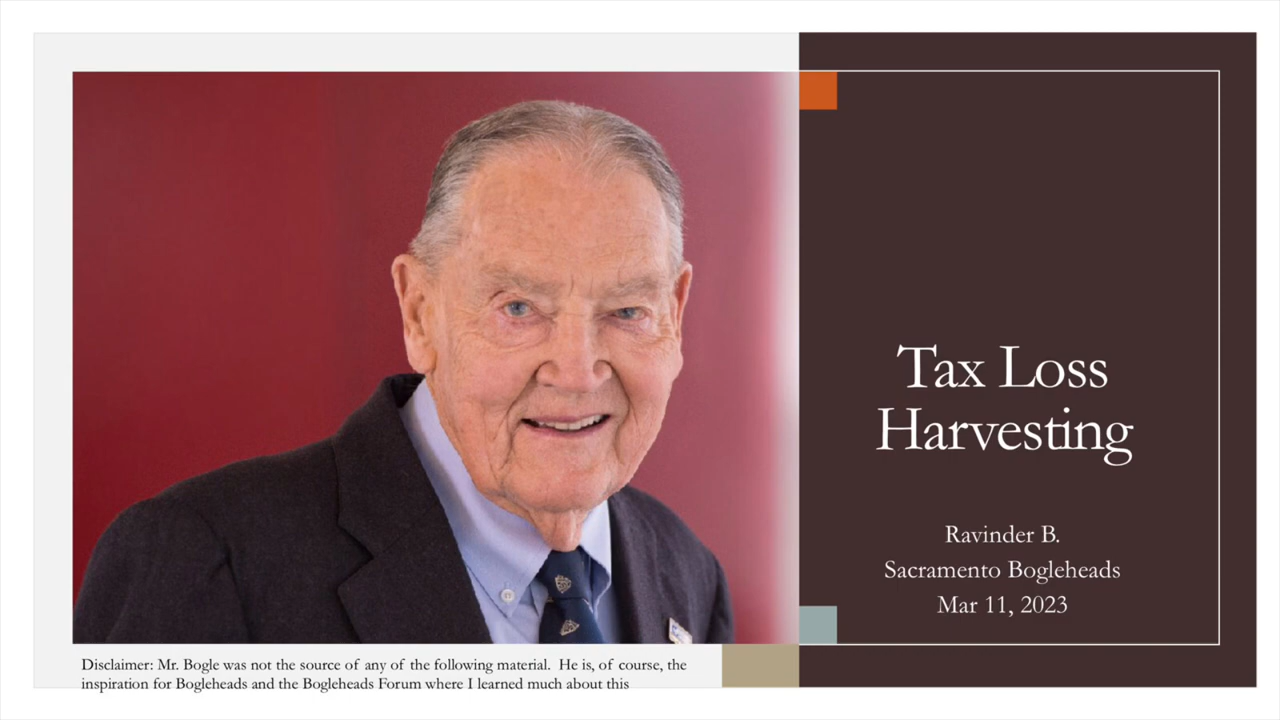 Tax Loss
Harvesting
Ravinder B.
Sacramento Bogleheads
Mar 11, 2023
Disclaimer: Mr. Bogle was not the source of any of the following material.  He is, of course, the
inspiration for Bogleheads and the Bogleheads Forum where I learned much about this